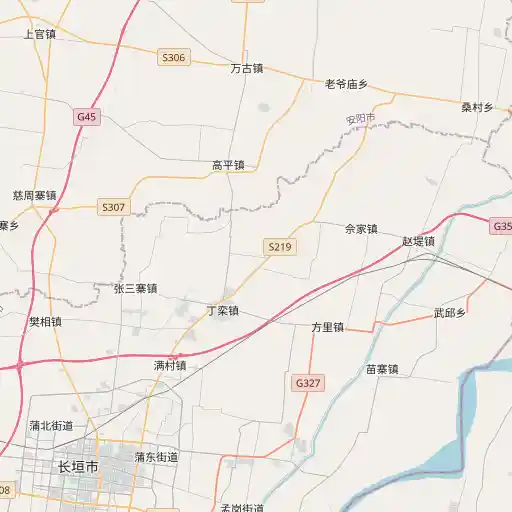 上官镇
S306
万古镇
老爷庙乡
桑村乡
G45
安阳市
高平镇
慈周寨镇
S307
寨乡
佘家镇
赵堤镇
G35
S219
张三寨镇
丁栾镇
樊相镇
方里镇
武邱乡
满村镇
苗寨镇
G327
蒲北街道
长垣市
蒲东街道
08
孟岗街道